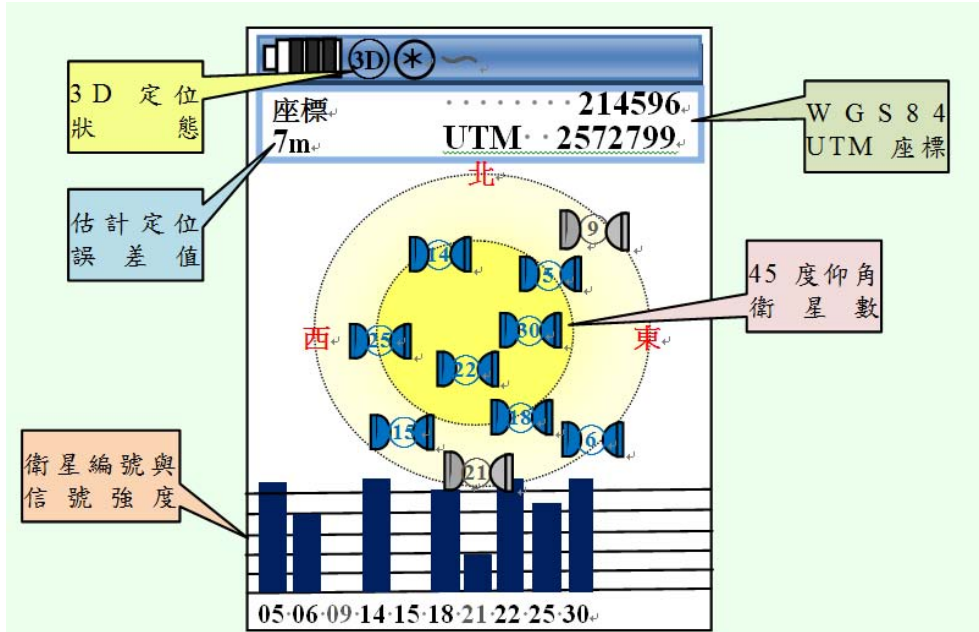 3D
3D 定位
狀態
座標 214596
7m UTM 2572799
WGS84
UTM 座標
估計定位
誤差值
北
9
14
5
45 度仰角
衛星數
西
25
30
東
22
18
15
6
21
衛星編號與
信號強度
05 06 09 14 15 18 21 22 25 30